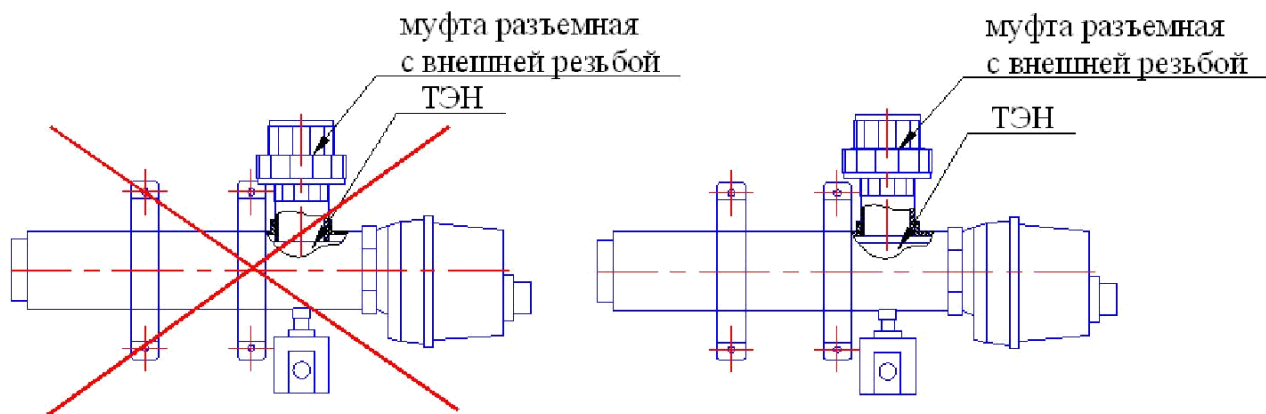 муфта разъемная
с внешней резьбой
ТЭН
муфта разъемная
с внешней резьбой
ТЭН